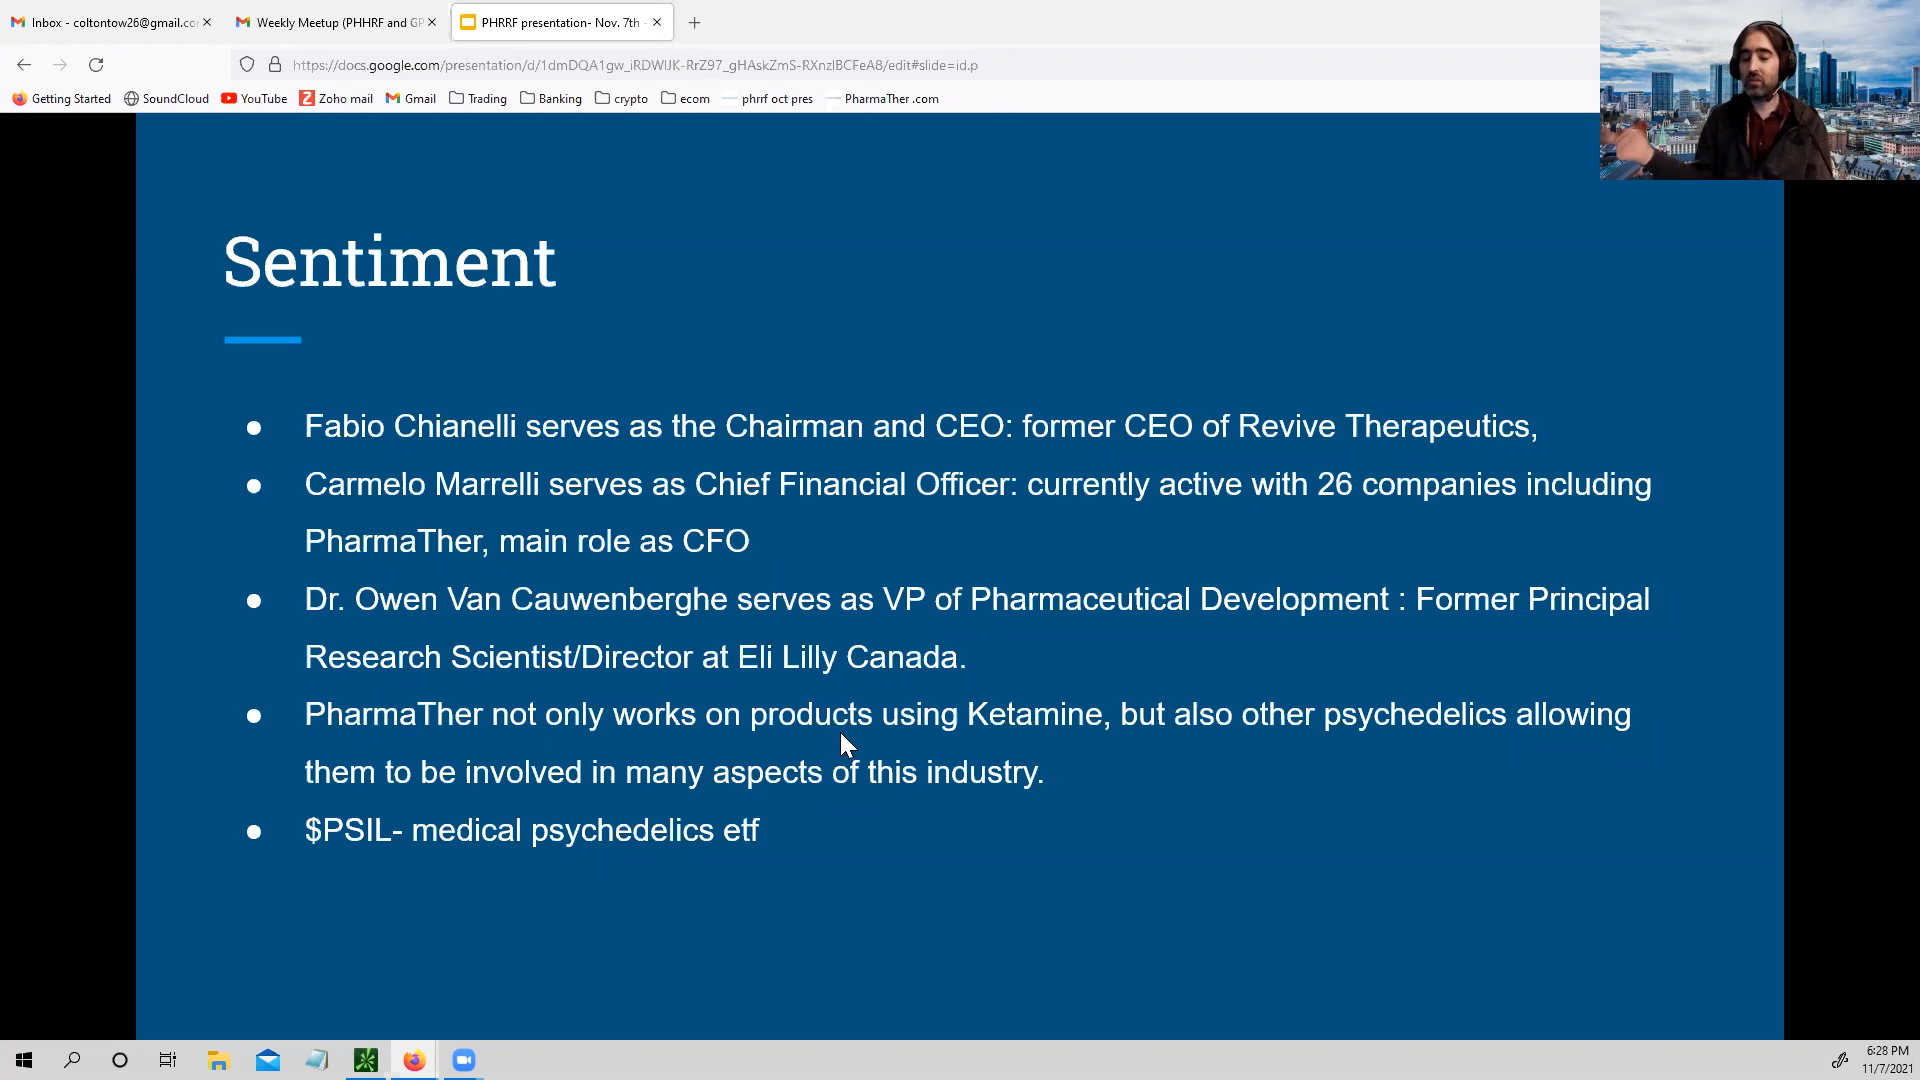 Inbox - coltontow26@gmail.co
Weekly Meetup (PHHRF and GP
PHRRF presentation- Nov. 7th -
https://docs.google.com/presentation/d/1dmDQA1gw_iRDWlJK-RrZ97_gHAskZmS-RXnzlBCFeA8/edit#slide=id.p
Getting Started
SoundCloud
YouTube
Zoho mail
Gmail
Trading
Banking
crypto
ecom
phrrf oct pres
PharmaTher .com
Sentiment
● Fabio Chianelli serves as the Chairman and CEO: former CEO of Revive Therapeutics,
● Carmelo Marrelli serves as Chief Financial Officer: currently active with 26 companies including
PharmaTher, main role as CFO
● Dr. Owen Van Cauwenberghe serves as VP of Pharmaceutical Development : Former Principal
Research Scientist/Director at Eli Lilly Canada.
● PharmaTher not only works on products using Ketamine, but also other psychedelics allowing
them to be involved in many aspects of this industry.
● $PSIL- medical psychedelics etf
6:28 PM
11/7/2021